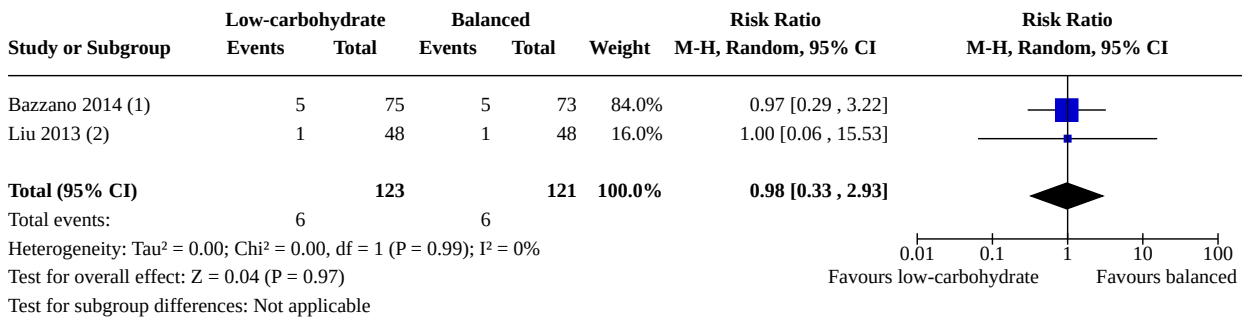 Low-carbohydrate Balanced Risk Ratio Risk Ratio
Study or Subgroup Events Total Events Total Weight M-H, Random, 95% CI M-H, Random, 95% CI
Bazzano 2014 (1) 5 75 5 73 84.0% 0.97 [0.29 , 3.22]
Liu 2013 (2) 1 48 1 48 16.0% 1.00 [0.06 , 15.53]
Total (95% CI) 123 121 100.0% 0.98 [0.33 , 2.93]
Total events: 6 6
Heterogeneity: Tau² = 0.00; Chi² = 0.00, df = 1 (P = 0.99); I² = 0%
0.01 0.1 1 10 100
Test for overall effect: Z = 0.04 (P = 0.97) Favours low-carbohydrate Favours balanced
Test for subgroup differences: Not applicable